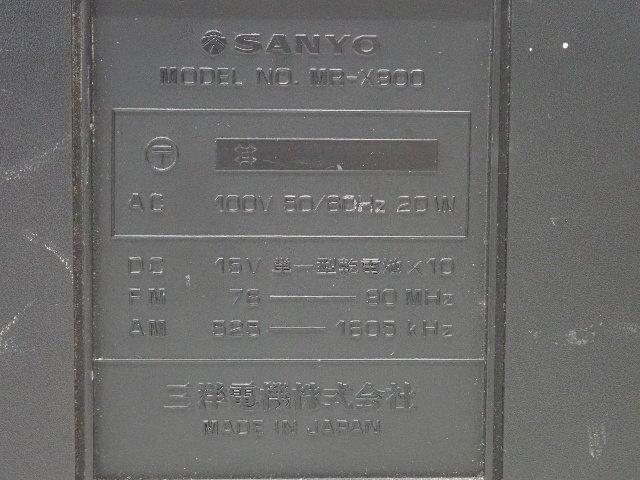 SANYO
MODEL NO. MR-X900
〒
AC 100V 50/60Hz 20W
DC 15V 単一型乾電池×10
FM 76 — 90 MHz
AM 525 — 1605 kHz
三洋電機株式会社
MADE IN JAPAN